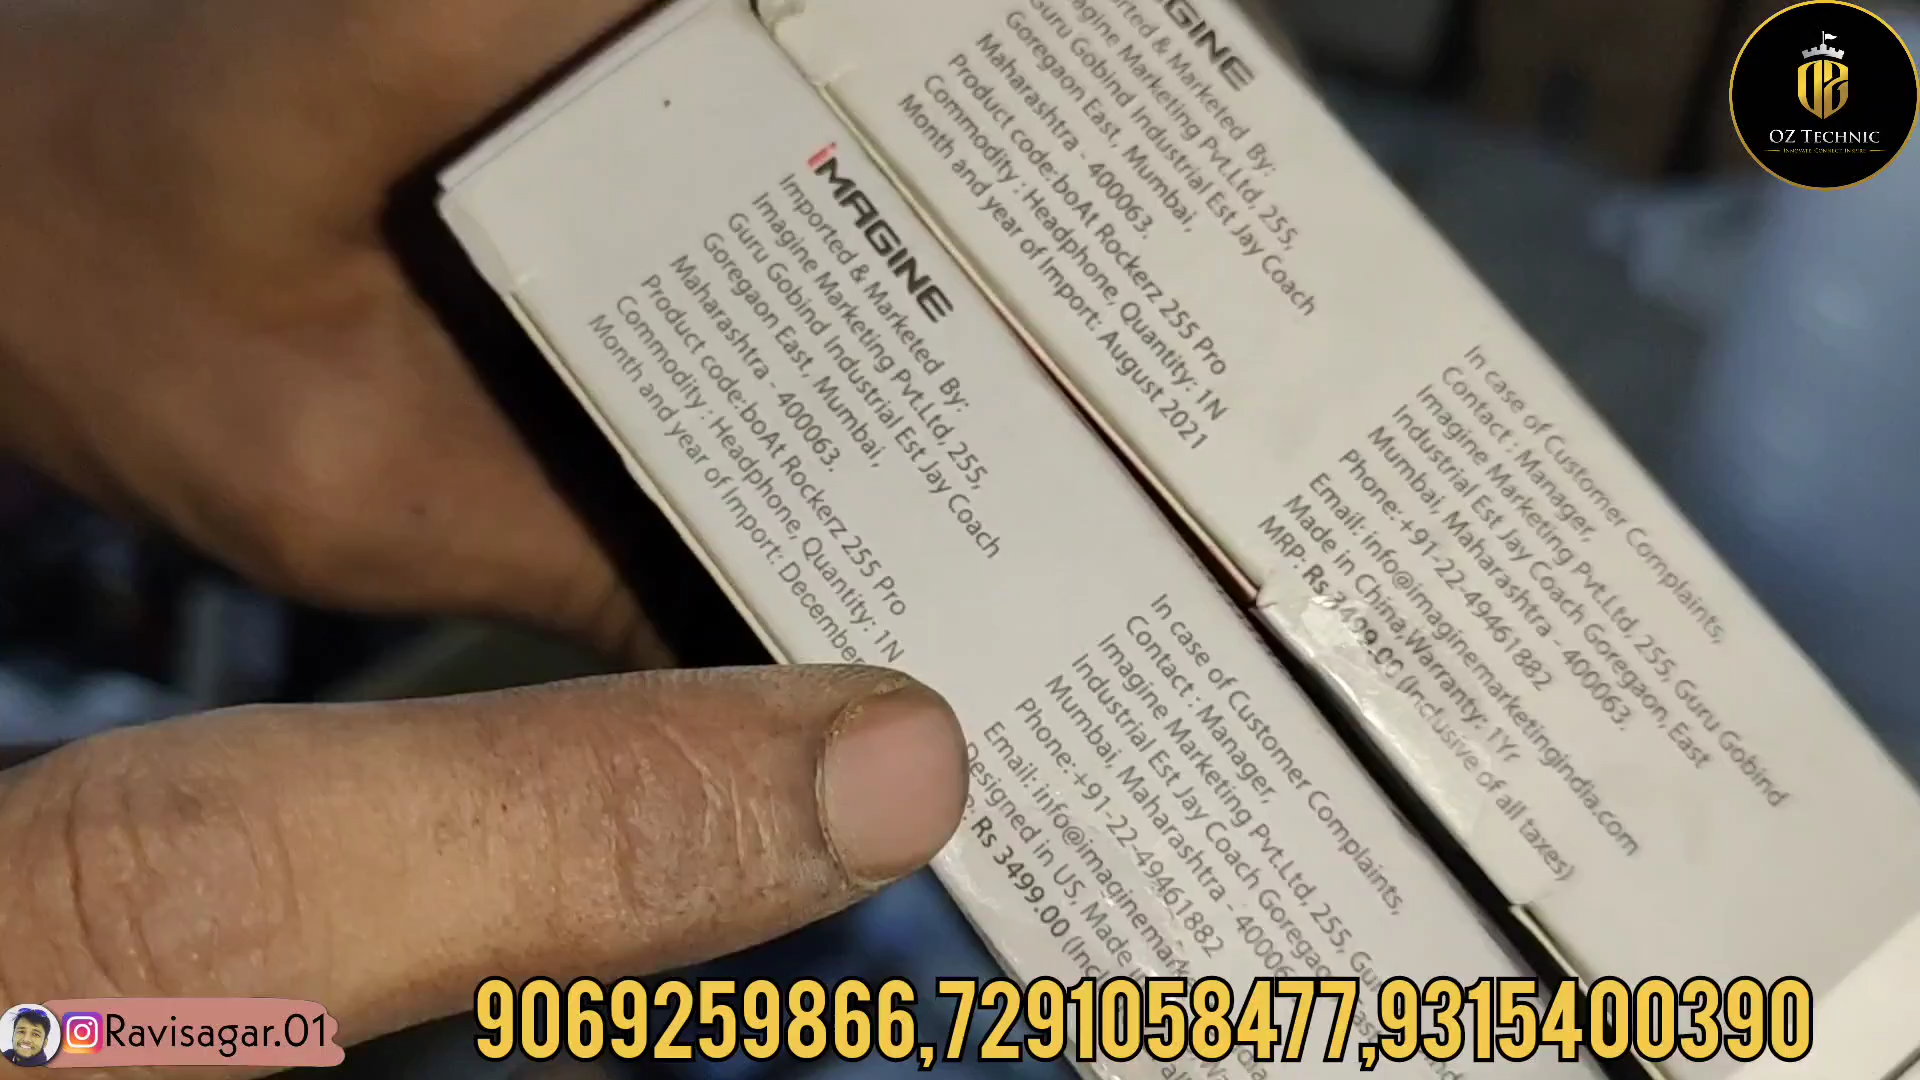 OZ TECHNIC
INNOVATE CONNECT INSPIRE
iMAGINE
Imported & Marketed By:
Imagine Marketing Pvt.Ltd, 255,
Guru Gobind Industrial Est Jay Coach
Goregaon East, Mumbai,
Maharashtra - 400063.
Product code:boAt Rockerz 255 Pro
Commodity : Headphone, Quantity: 1N
Month and year of Import: December
In case of Customer Complaints,
Contact : Manager,
Imagine Marketing Pvt.Ltd, 255,
Industrial Est Jay Coach
Mumbai, Maharashtra -
Phone:+91-22-49461882
Email:
Designed in US, Made
Rs 3499.00
AGINE
& Marketed By:
Marketing Pvt.Ltd, 255,
Guru Gobind Industrial Est Jay Coach
Goregaon East, Mumbai,
Maharashtra - 400063.
Product code:boAt Rockerz 255 Pro
Commodity : Headphone, Quantity: 1N
Month and year of Import: August 2021
In case of Customer Complaints,
Contact : Manager,
Imagine Marketing Pvt.Ltd, 255, Guru Gobind
Industrial Est Jay Coach Goregaon, East
Mumbai, Maharashtra - 400063.
Phone:+91-22-49461882
Email: info@imaginemarketingindia.com
Made in China,Warranty: 1Yr
MRP: Rs 3499.00 (Inclusive of all taxes)
Ravisagar.01
9069259866,7291058477,9315400390